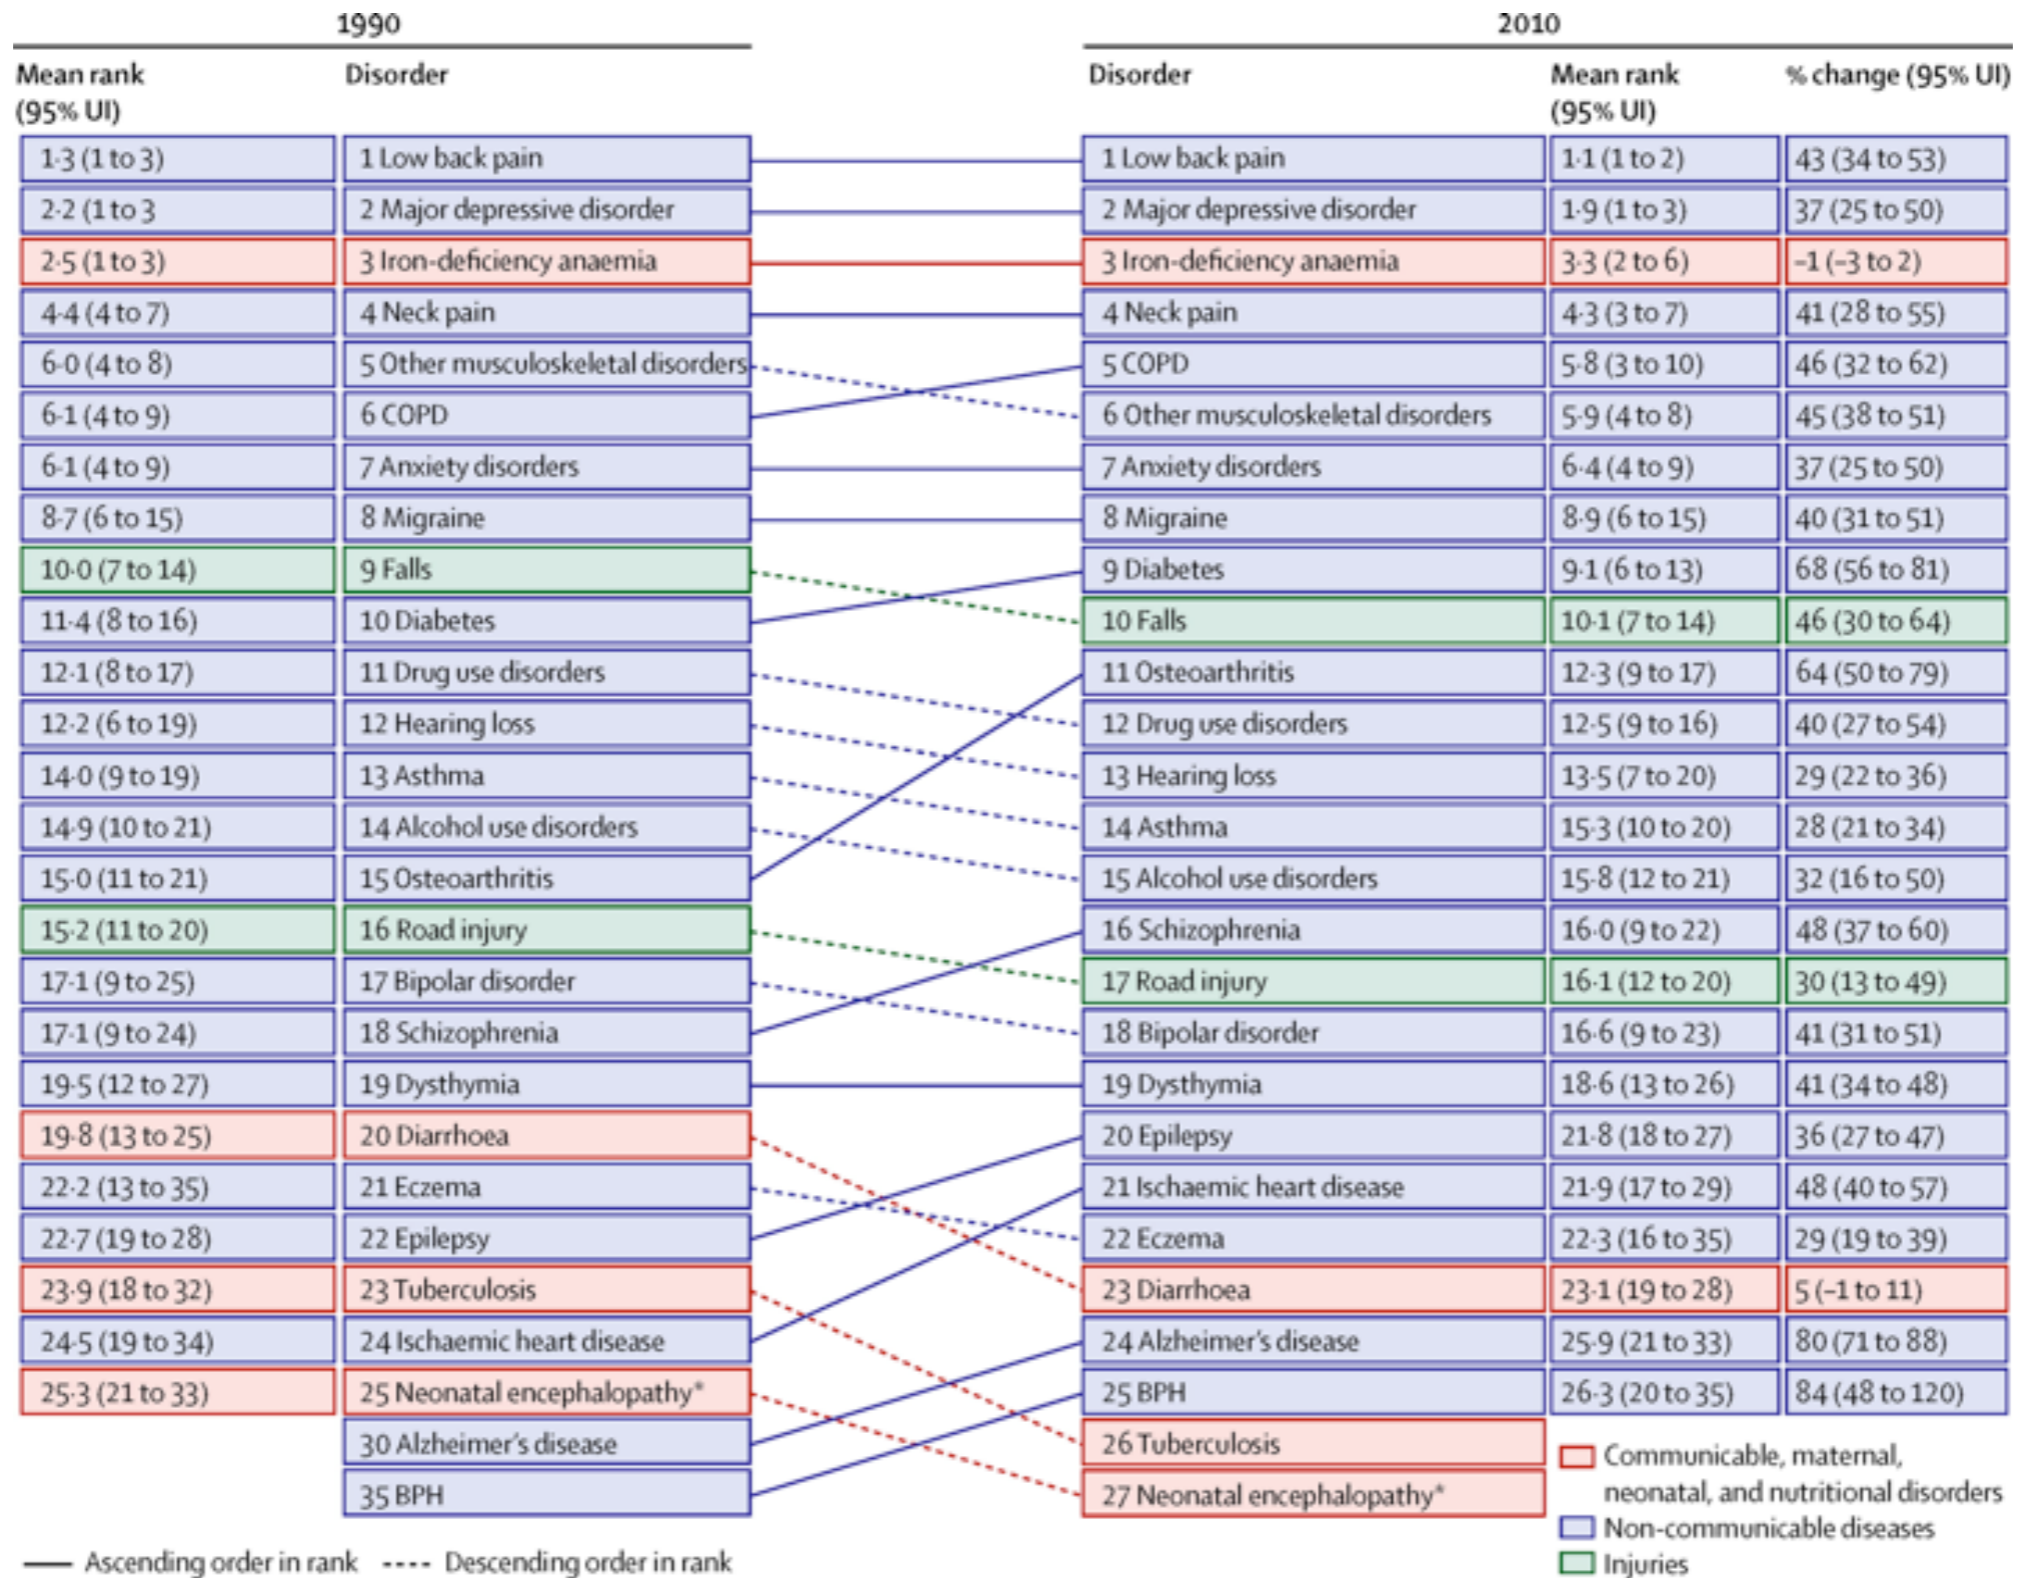 1990 2010
Mean rank Disorder Disorder Mean rank % change (95% UI)
(95% UI) (95% UI)
1·3 (1 to 3) 1 Low back pain 1 Low back pain 1·1 (1 to 2) 43 (34 to 53)
2·2 (1 to 3 2 Major depressive disorder 2 Major depressive disorder 1·9 (1 to 3) 37 (25 to 50)
2·5 (1 to 3) 3 Iron-deficiency anaemia 3 Iron-deficiency anaemia 3·3 (2 to 6) –1 (–3 to 2)
4·4 (4 to 7) 4 Neck pain 4 Neck pain 4·3 (3 to 7) 41 (28 to 55)
6·0 (4 to 8) 5 Other musculoskeletal disorders 5 COPD 5·8 (3 to 10) 46 (32 to 62)
6·1 (4 to 9) 6 COPD 6 Other musculoskeletal disorders 5·9 (4 to 8) 45 (38 to 51)
6·1 (4 to 9) 7 Anxiety disorders 7 Anxiety disorders 6·4 (4 to 9) 37 (25 to 50)
8·7 (6 to 15) 8 Migraine 8 Migraine 8·9 (6 to 15) 40 (31 to 51)
10·0 (7 to 14) 9 Falls 9 Diabetes 9·1 (6 to 13) 68 (56 to 81)
11·4 (8 to 16) 10 Diabetes 10 Falls 10·1 (7 to 14) 46 (30 to 64)
12·1 (8 to 17) 11 Drug use disorders 11 Osteoarthritis 12·3 (9 to 17) 64 (50 to 79)
12·2 (6 to 19) 12 Hearing loss 12 Drug use disorders 12·5 (9 to 16) 40 (27 to 54)
14·0 (9 to 19) 13 Asthma 13 Hearing loss 13·5 (7 to 20) 29 (22 to 36)
14·9 (10 to 21) 14 Alcohol use disorders 14 Asthma 15·3 (10 to 20) 28 (21 to 34)
15·0 (11 to 21) 15 Osteoarthritis 15 Alcohol use disorders 15·8 (12 to 21) 32 (16 to 50)
15·2 (11 to 20) 16 Road injury 16 Schizophrenia 16·0 (9 to 22) 48 (37 to 60)
17·1 (9 to 25) 17 Bipolar disorder 17 Road injury 16·1 (12 to 20) 30 (13 to 49)
17·1 (9 to 24) 18 Schizophrenia 18 Bipolar disorder 16·6 (9 to 23) 41 (31 to 51)
19·5 (12 to 27) 19 Dysthymia 19 Dysthymia 18·6 (13 to 26) 41 (34 to 48)
19·8 (13 to 25) 20 Diarrhoea 20 Epilepsy 21·8 (18 to 27) 36 (27 to 47)
22·2 (13 to 35) 21 Eczema 21 Ischaemic heart disease 21·9 (17 to 29) 48 (40 to 57)
22·7 (19 to 28) 22 Epilepsy 22 Eczema 22·3 (16 to 35) 29 (19 to 39)
23·9 (18 to 32) 23 Tuberculosis 23 Diarrhoea 23·1 (19 to 28) 5 (–1 to 11)
24·5 (19 to 34) 24 Ischaemic heart disease 24 Alzheimer's disease 25·9 (21 to 33) 80 (71 to 88)
25·3 (21 to 33) 25 Neonatal encephalopathy* 25 BPH 26·3 (20 to 35) 84 (48 to 120)
30 Alzheimer's disease 26 Tuberculosis
35 BPH 27 Neonatal encephalopathy*
Communicable, maternal,
neonatal, and nutritional disorders
Non-communicable diseases
Injuries
Ascending order in rank Descending order in rank